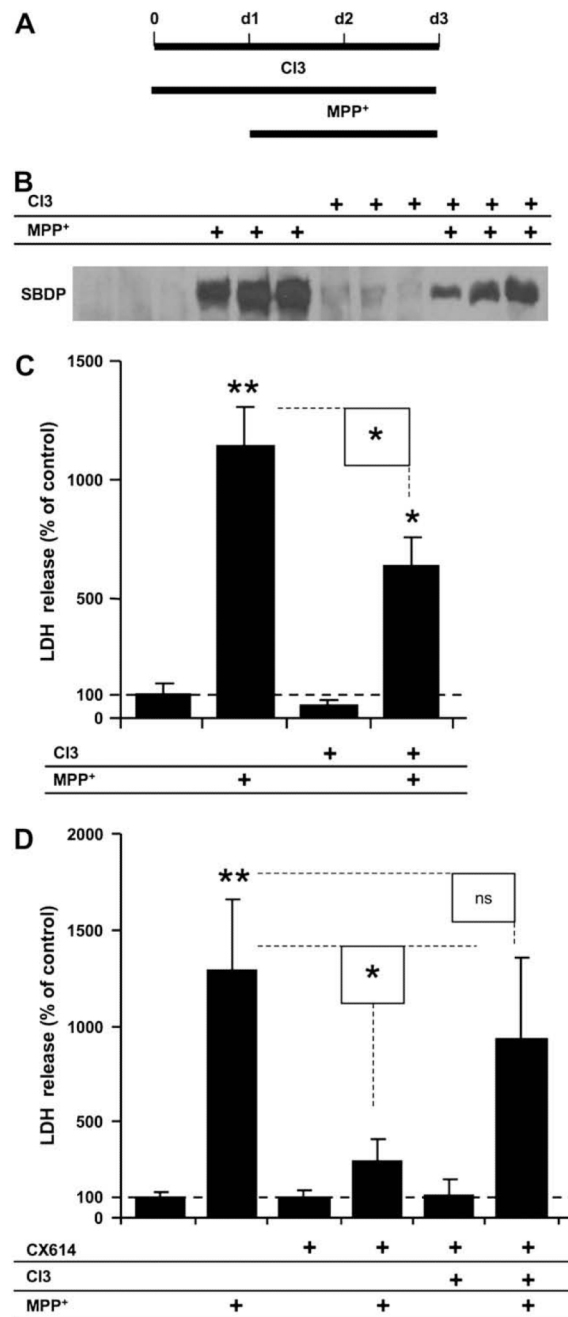 A
0 d1 d2 d3
CI3
MPP+
B
CI3 + + + + + +
MPP+ + + + + + +
SBDP
C
LDH release (% of control)
1500
1000
500
100
0
**
*
*
CI3 + +
MPP+ + +
D
LDH release (% of control)
2000
1500
1000
500
100
0
**
ns
*
CX614 + + + +
CI3 + +
MPP+ + + +